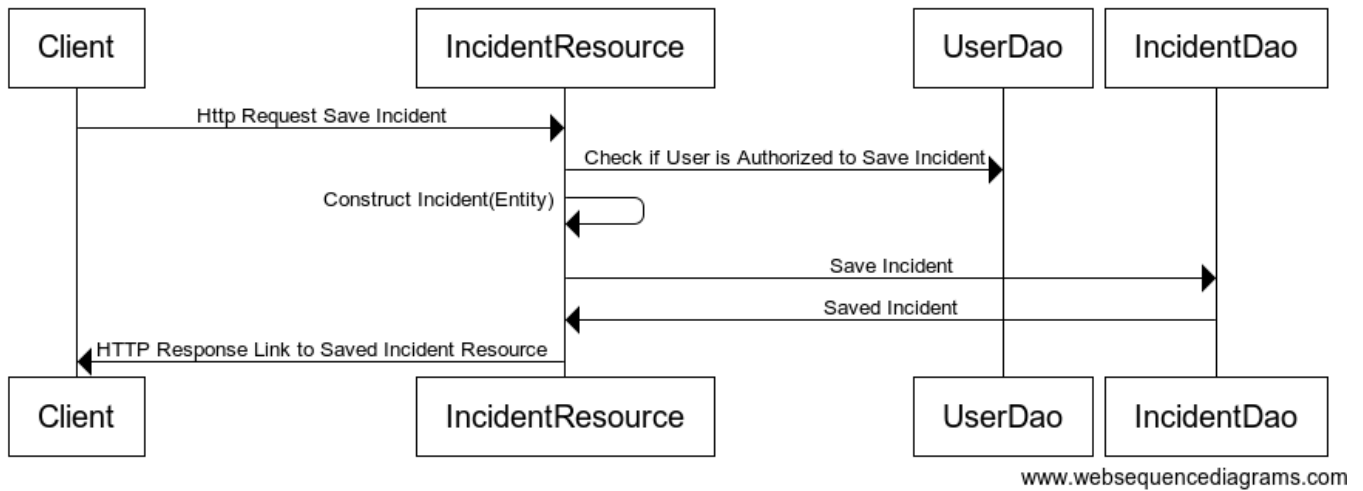 Client
IncidentResource
UserDao
IncidentDao
Http Request Save Incident
Check if User is Authorized to Save Incident
Construct Incident(Entity)
Save Incident
Saved Incident
HTTP Response Link to Saved Incident Resource
Client
IncidentResource
UserDao
IncidentDao
www.websequencediagrams.com